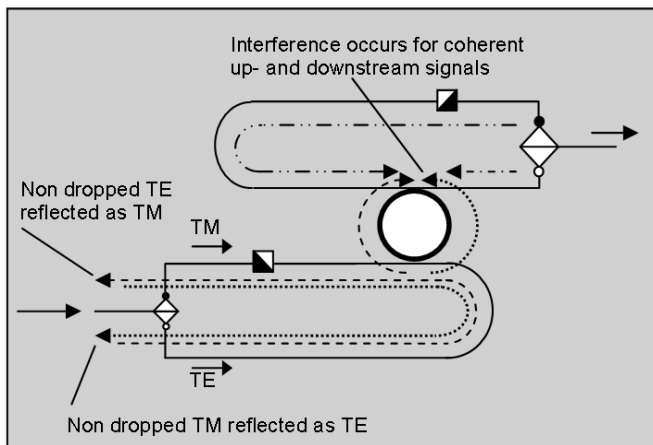 Interference occurs for coherent
up- and downstream signals
Non dropped TE
reflected as TM
TM
TE
Non dropped TM reflected as TE